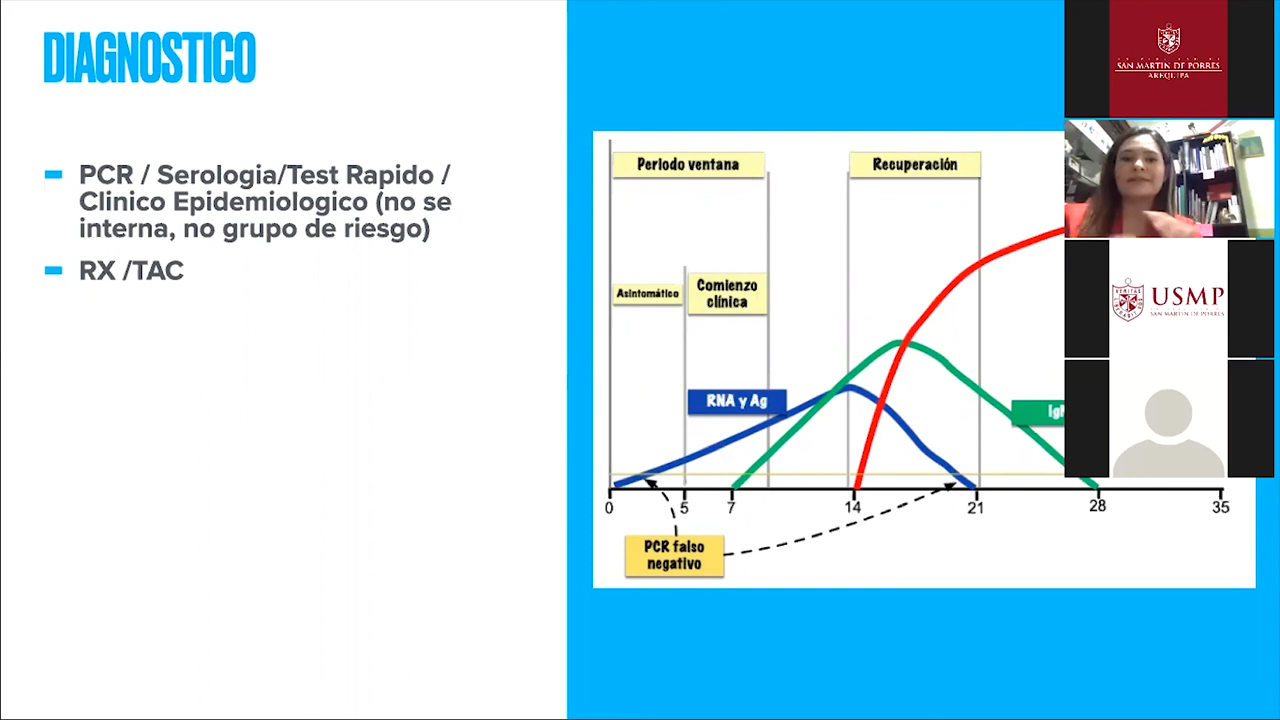 DIAGNOSTICO
PCR / Serologia/Test Rapido /
Clinico Epidemiologico (no se
interna, no grupo de riesgo)
RX /TAC
Periodo ventana
Recuperación
Asintomático
Comienzo
clínica
RNA y Ag
0
5
7
14
21
28
35
PCR falso
negativo
SAN MARTIN DE PORRES
AREQUIPA
USMP
SAN MARTIN DE PORRES